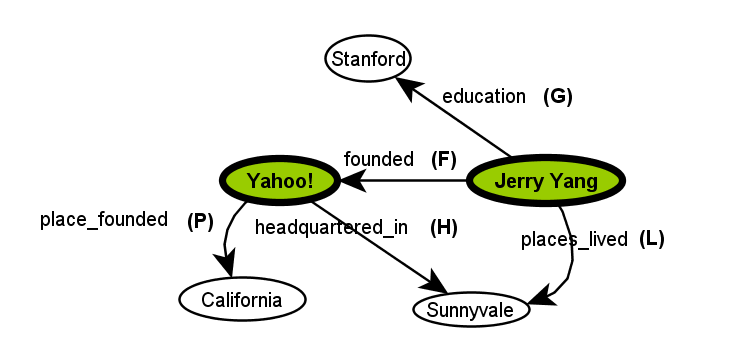 Stanford
education (G)
founded (F)
Yahoo!
Jerry Yang
place_founded (P)
headquartered_in (H)
places_lived (L)
California
Sunnyvale